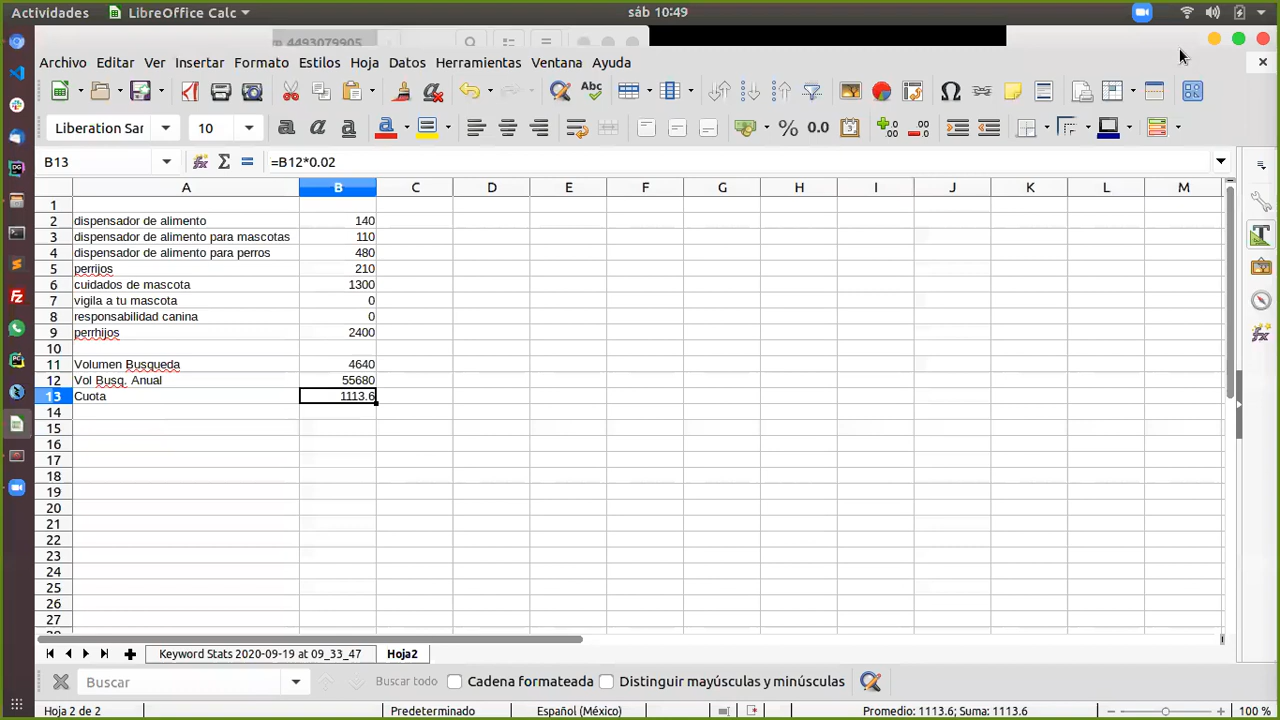 Actividades LibreOffice Calc sáb 10:49
4493079905
Archivo Editar Ver Insertar Formato Estilos Hoja Datos Herramientas Ventana Ayuda
Liberation Sar 10
B13 =B12*0.02
A B C D E F G H I J K L M
1
2 dispensador de alimento 140
3 dispensador de alimento para mascotas 110
4 dispensador de alimento para perros 480
5 perrijos 210
6 cuidados de mascota 1300
7 vigila a tu mascota 0
8 responsabilidad canina 0
9 perrhijos 2400
10
11 Volumen Busqueda 4640
12 Vol Busq. Anual 55680
13 Cuota 1113.6
14
15
16
17
18
19
20
21
22
23
24
25
26
27
Keyword Stats 2020-09-19 at 09_33_47 Hoja2
Buscar Buscar todo Cadena formateada Distinguir mayúsculas y minúsculas
Hoja 2 de 2 Predeterminado Español (México) Promedio: 1113.6; Suma: 1113.6 100 %